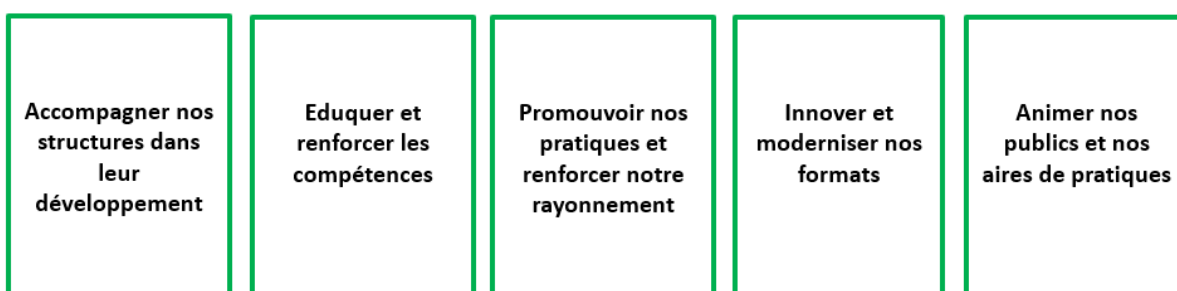 Accompagner nos
structures dans
leur
développement
Eduquer et
renforcer les
compétences
Promouvoir nos
pratiques et
renforcer notre
rayonnement
Innover et
moderniser nos
formats
Animer nos
publics et nos
aires de pratiques